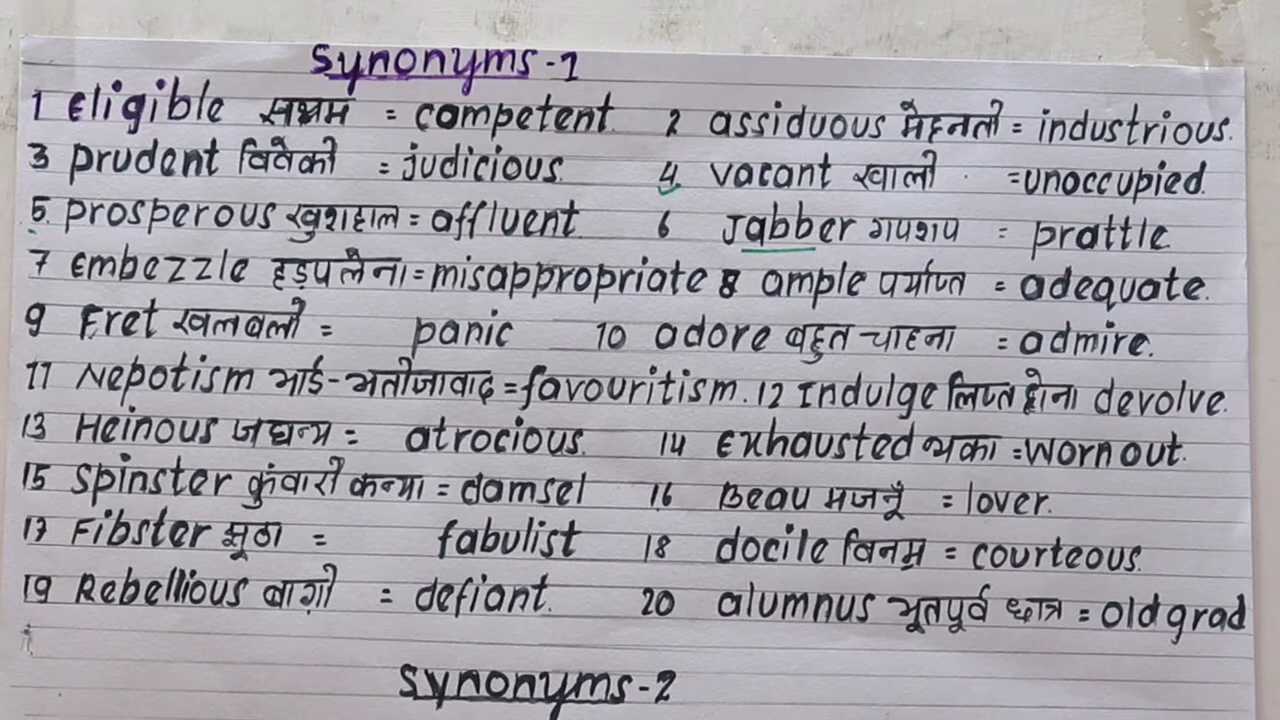 Synonyms-1
1 Eligible सक्षम = competent. 2 assiduous मेहनती = industrious.
3 prudent विवेकी = judicious. 4 vacant खाली = unoccupied.
5. prosperous खुशहाल = affluent 6 Jabber गपशप = prattle.
7 Embezzle हड़प लेना = misappropriate 8 ample पर्याप्त = adequate.
9 Fret खलबली = panic 10 adore बहुत चाहना = admire.
11 Nepotism भाई-भतीजावाद = favouritism. 12 Indulge लिप्त होना devolve.
13 Heinous जघन्य = atrocious. 14 Exhausted थका = worn out.
15 Spinster कुंवारी कन्या = damsel 16 Beau मजनूँ = lover.
17 Fibster झूठा = fabulist 18 docile विनम्र = courteous.
19 Rebellious बाग़ी = defiant. 20 alumnus भूतपूर्व छात्र = old grad
Synonyms-2